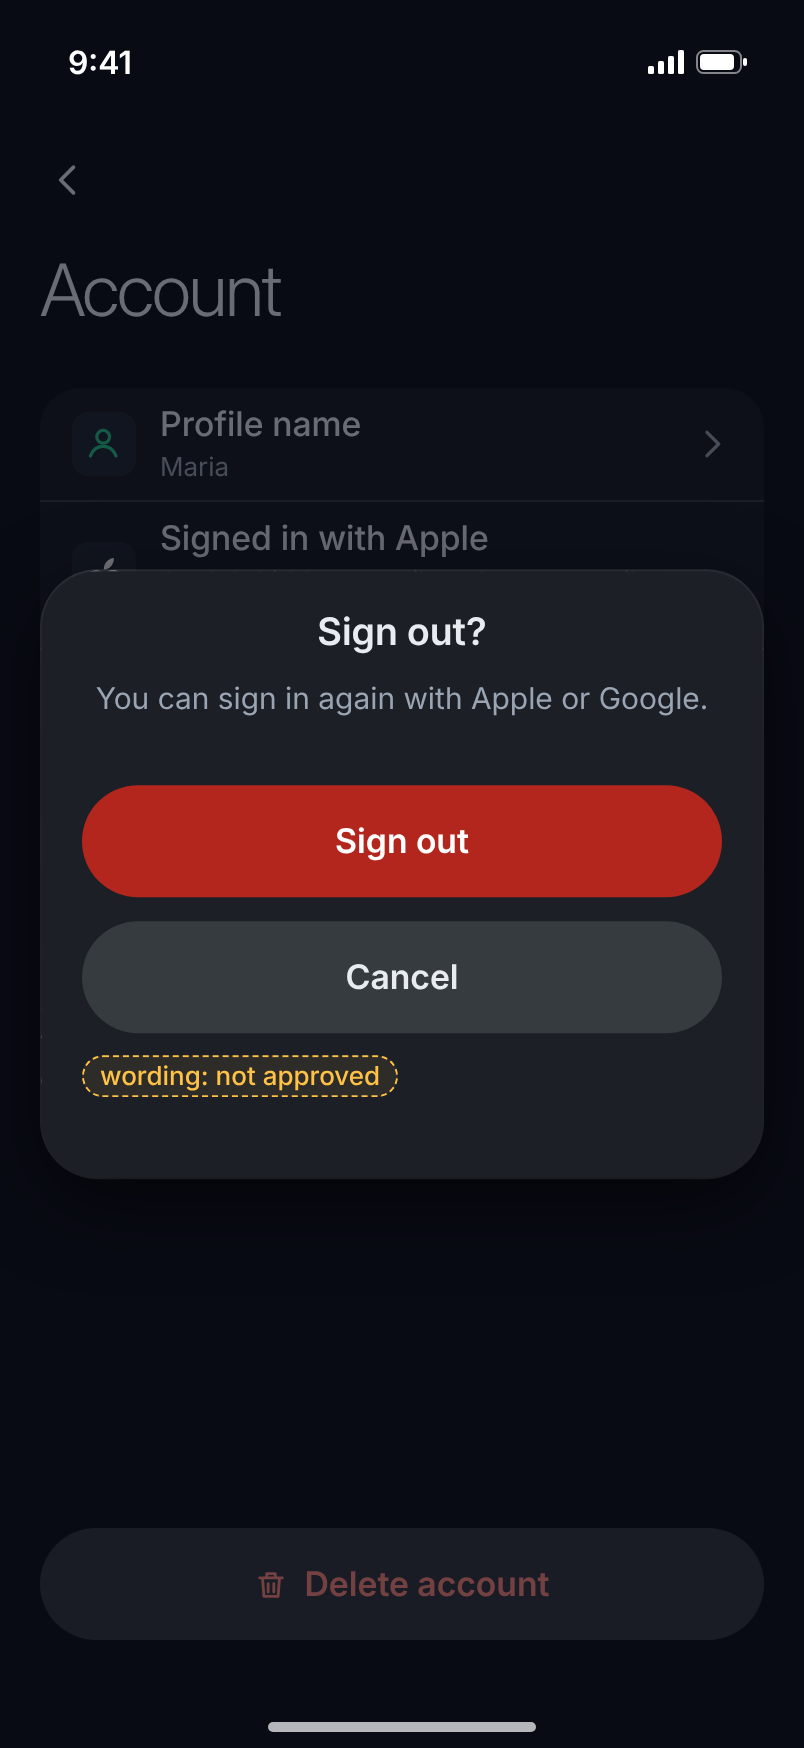 9:41
Account
Profile name
Maria
Signed in with Apple
Sign out?
You can sign in again with Apple or Google.
Sign out
Cancel
wording: not approved
Delete account